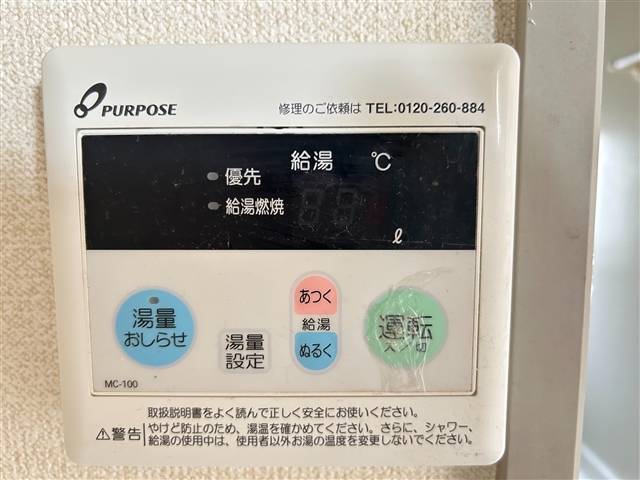 PURPOSE
修理のご依頼は TEL:0120-260-884
給湯 ℃
優先
給湯燃焼
ℓ
湯量
おしらせ
湯量
設定
あつく
給湯
ぬるく
運転
入/切
MC-100
取扱説明書をよく読んで正しく安全にお使いください。
⚠警告 やけど防止のため、湯温を確かめてください。さらに、シャワー、
給湯の使用中は、使用者以外お湯の温度を変更しないでください。